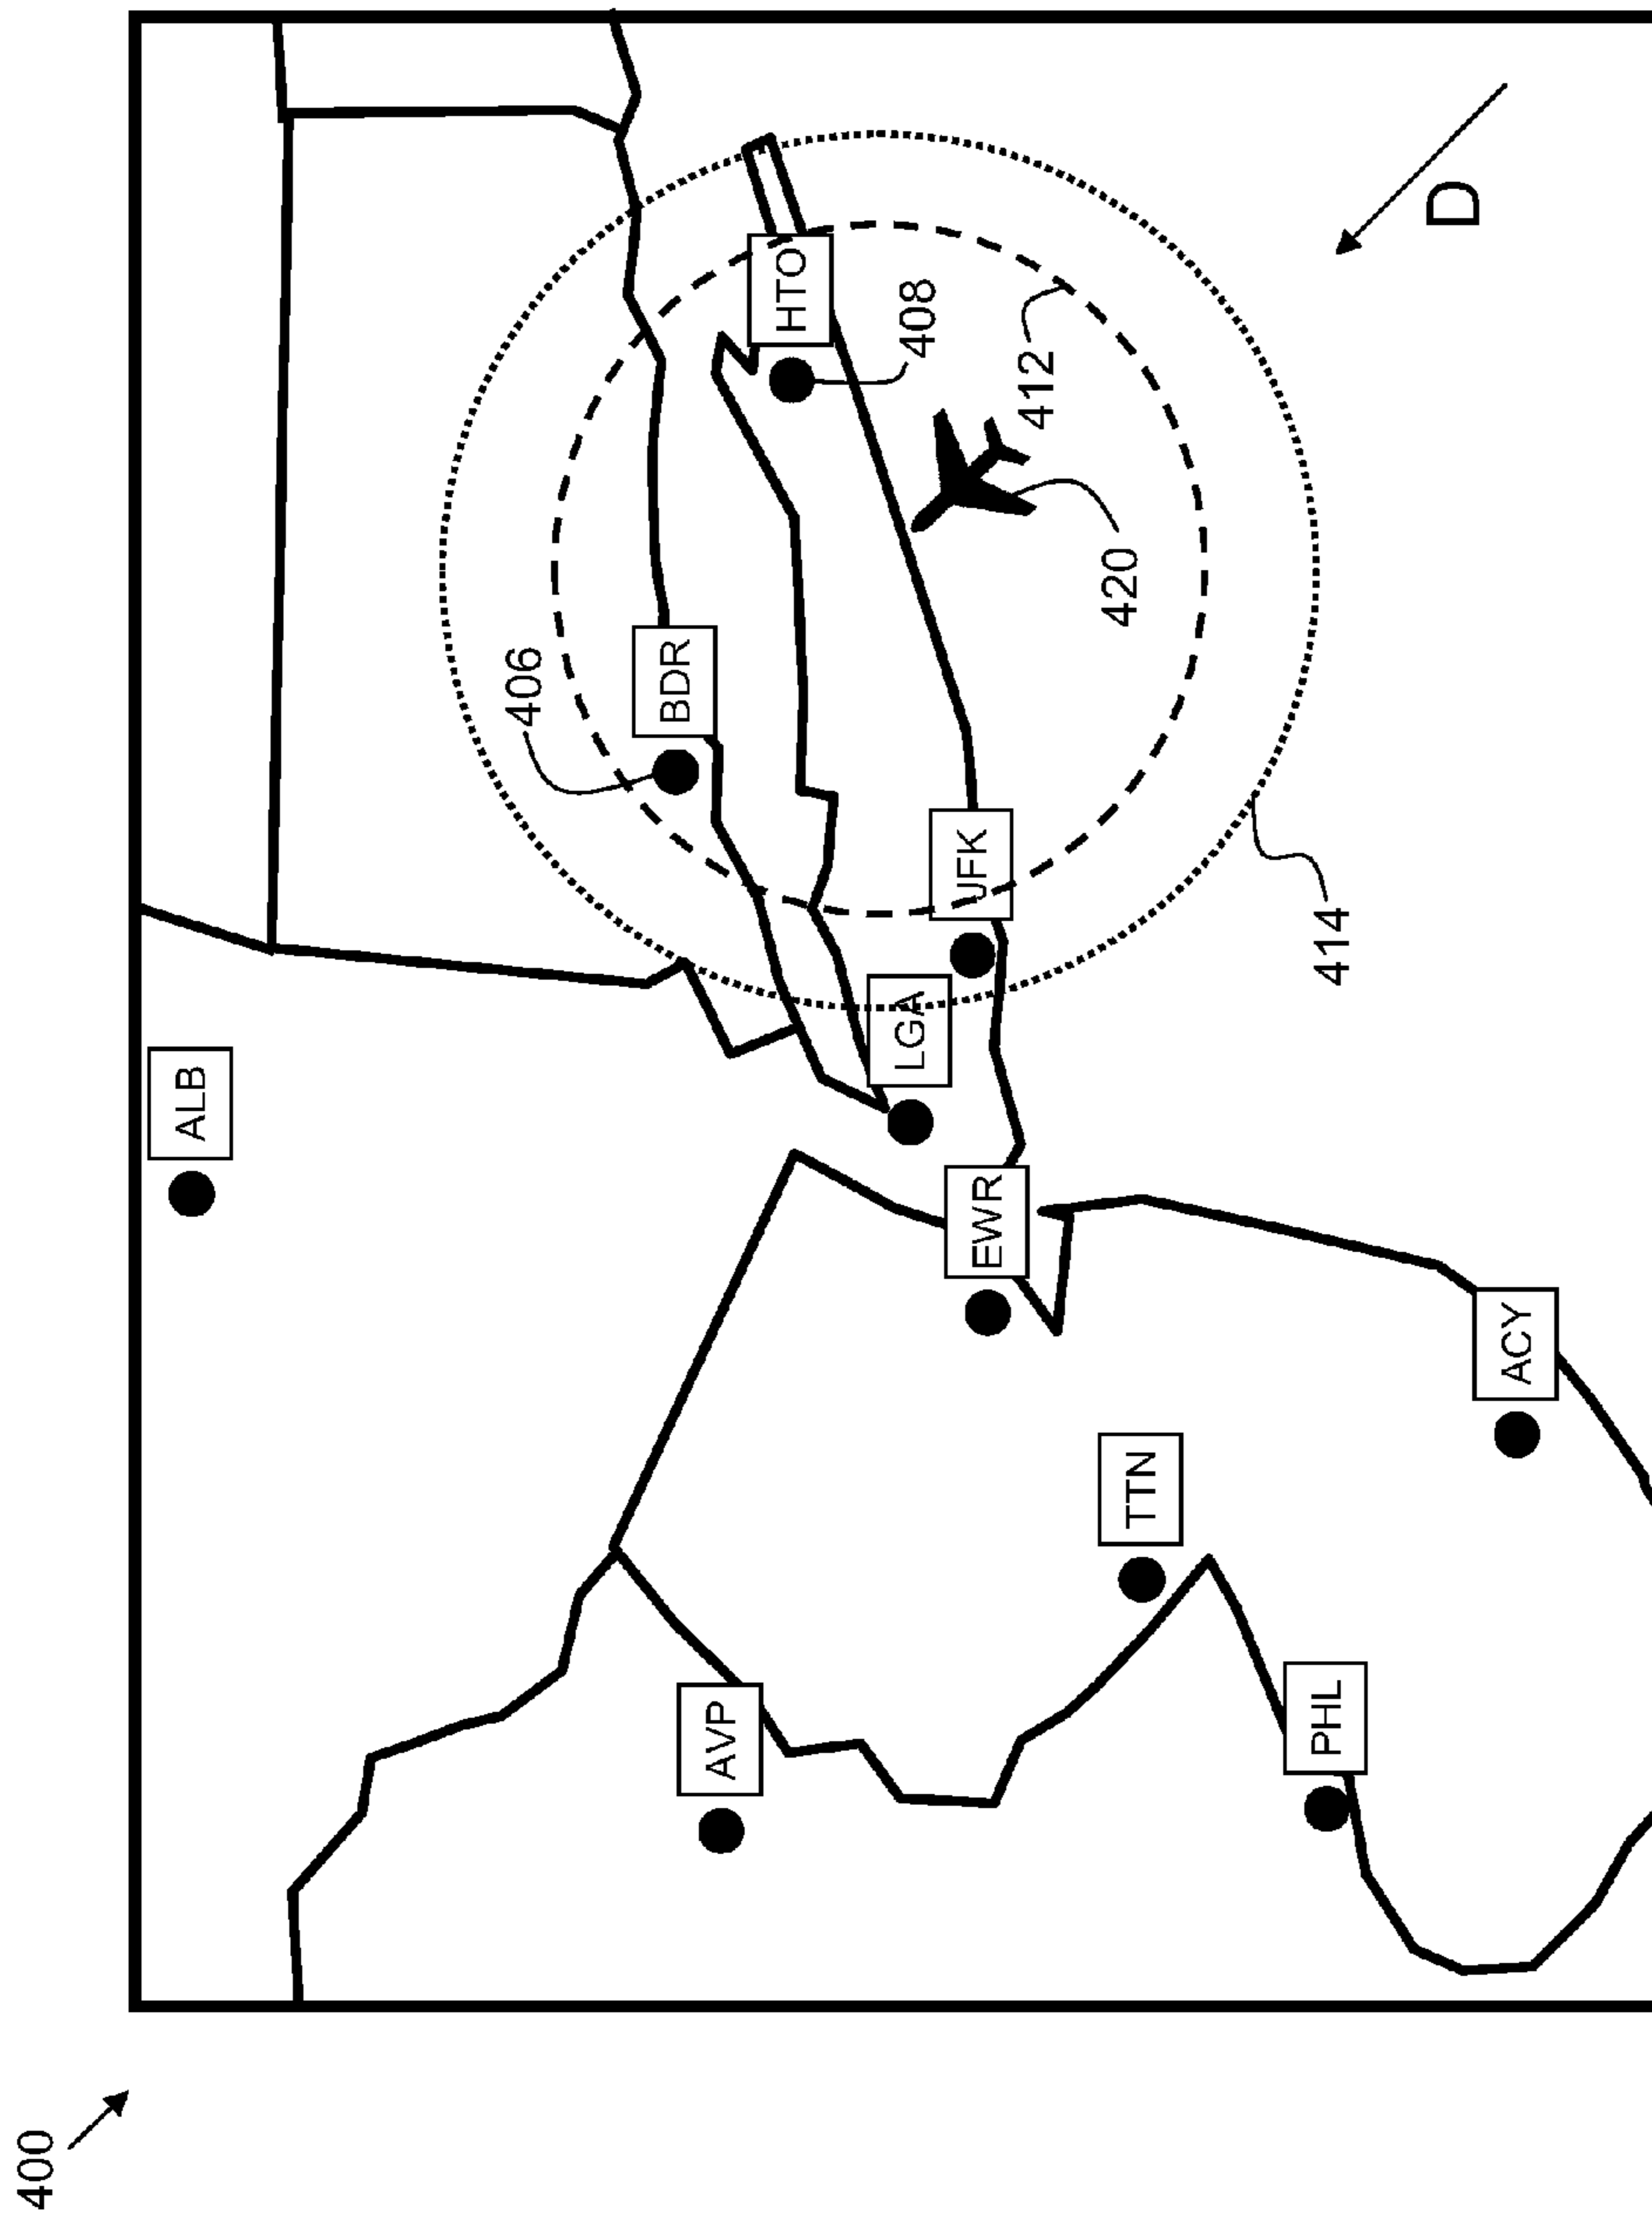 400
ALB
406
BDR
AVP
HTO
LGA
408
JFK
EWR
412
420
TTN
PHL
414
D
ACY